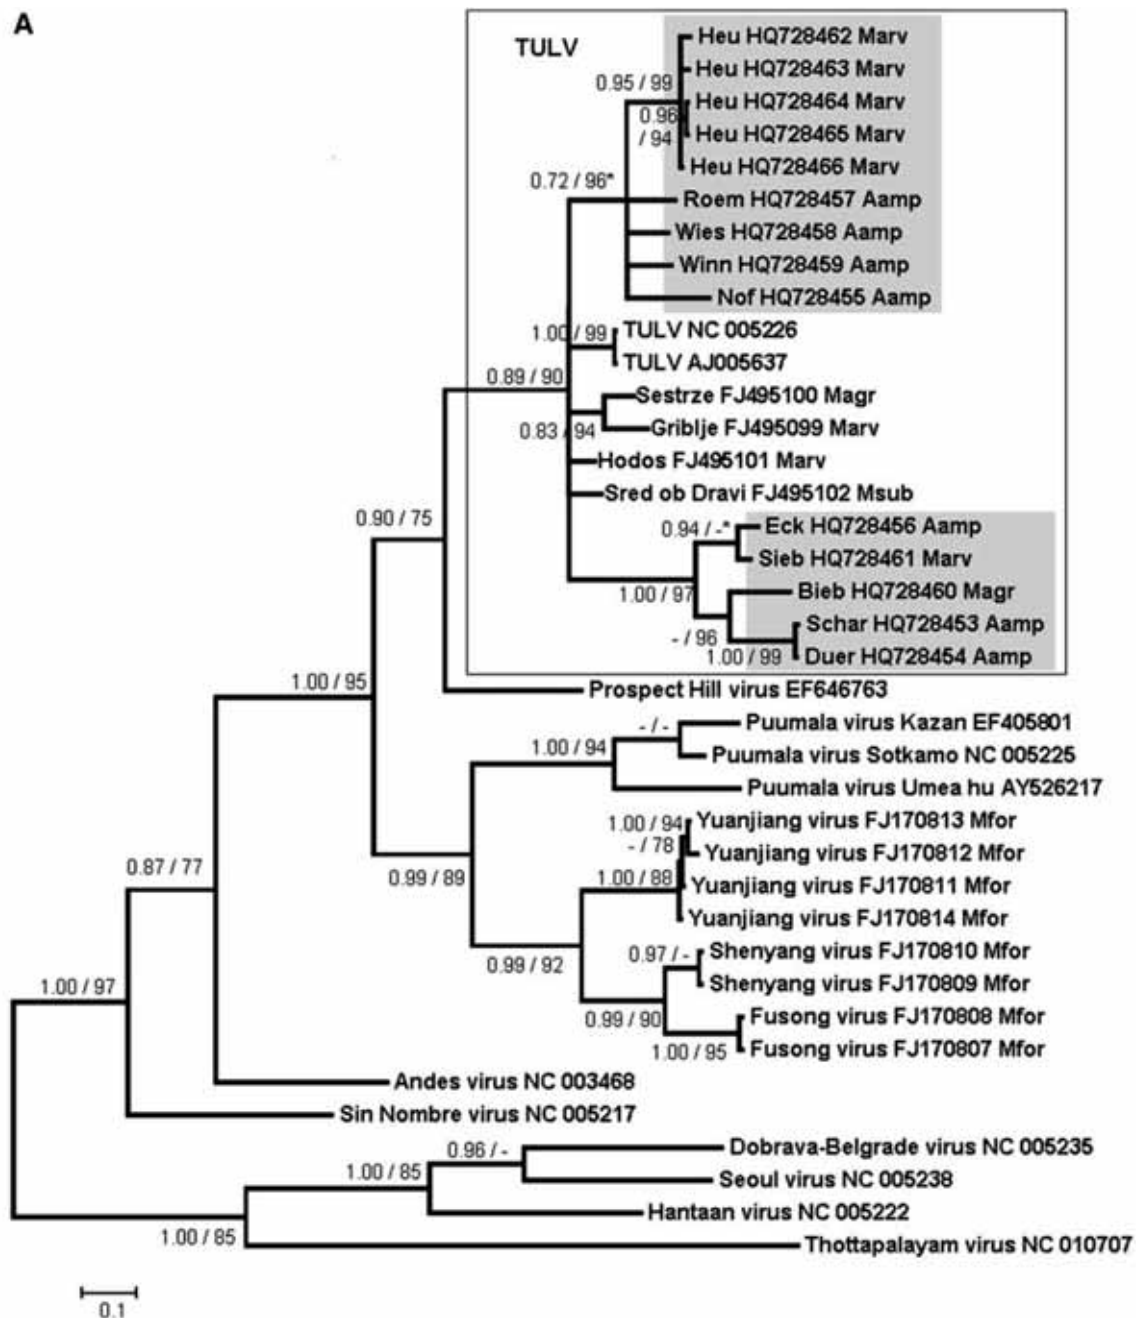 A
TULV
Heu HQ728462 Marv
0.95 / 99
Heu HQ728463 Marv
Heu HQ728464 Marv
0.96
/ 94
Heu HQ728465 Marv
Heu HQ728466 Marv
0.72 / 96*
Roem HQ728457 Aamp
Wies HQ728458 Aamp
Winn HQ728459 Aamp
Nof HQ728455 Aamp
1.00 / 99
TULV NC 005226
TULV AJ005637
0.89 / 90
Sestrze FJ495100 Magr
0.83 / 94
Griblje FJ495099 Marv
Hodos FJ495101 Marv
Sred ob Dravi FJ495102 Msub
0.90 / 75
0.94 / -*
Eck HQ728456 Aamp
Sieb HQ728461 Marv
1.00 / 97
Bieb HQ728460 Magr
Schar HQ728453 Aamp
- / 96
1.00 / 99
Duer HQ728454 Aamp
1.00 / 95
Prospect Hill virus EF646763
- / -
Puumala virus Kazan EF405801
1.00 / 94
Puumala virus Sotkamo NC 005225
Puumala virus Umea hu AY526217
1.00 / 94
Yuanjiang virus FJ170813 Mfor
- / 78
Yuanjiang virus FJ170812 Mfor
0.87 / 77
0.99 / 89
1.00 / 88
Yuanjiang virus FJ170811 Mfor
Yuanjiang virus FJ170814 Mfor
0.97 / -
Shenyang virus FJ170810 Mfor
0.99 / 92
Shenyang virus FJ170809 Mfor
1.00 / 97
0.99 / 90
Fusong virus FJ170808 Mfor
1.00 / 95
Fusong virus FJ170807 Mfor
Andes virus NC 003468
Sin Nombre virus NC 005217
0.96 / -
Dobrava-Belgrade virus NC 005235
1.00 / 85
Seoul virus NC 005238
Hantaan virus NC 005222
1.00 / 85
Thottapalayam virus NC 010707
0.1